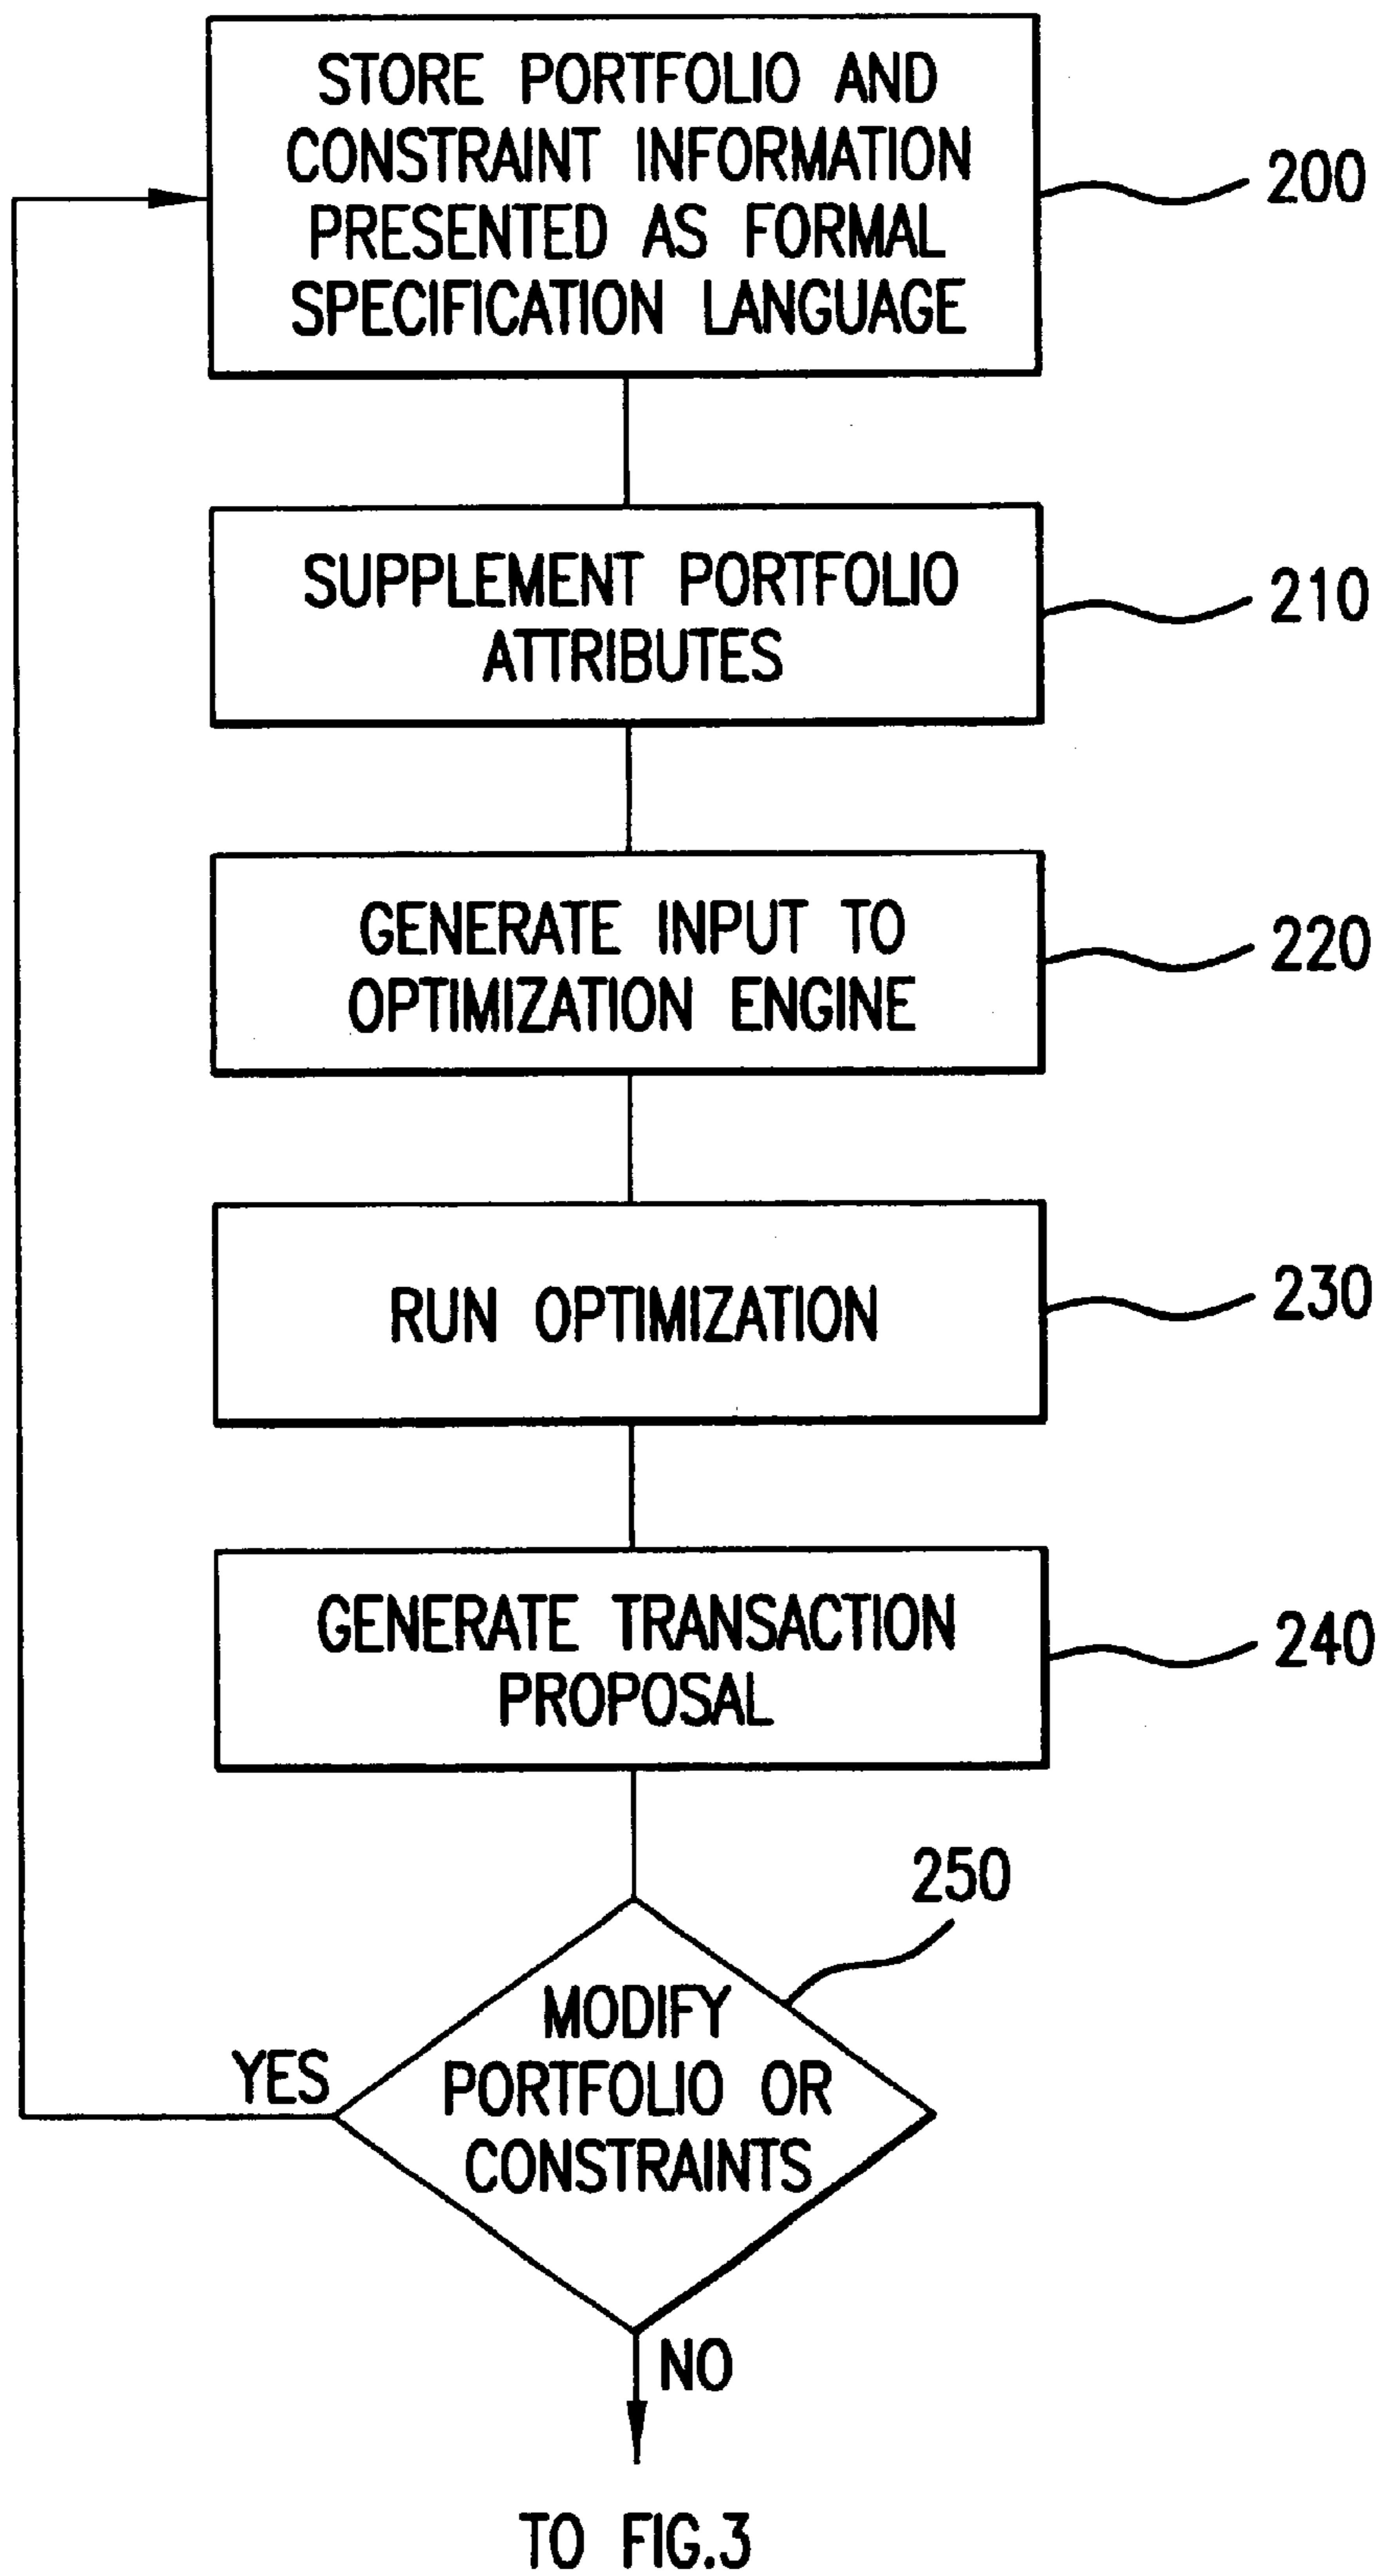 STORE PORTFOLIO AND
CONSTRAINT INFORMATION
PRESENTED AS FORMAL
SPECIFICATION LANGUAGE
200
SUPPLEMENT PORTFOLIO
ATTRIBUTES
210
GENERATE INPUT TO
OPTIMIZATION ENGINE
220
RUN OPTIMIZATION
230
GENERATE TRANSACTION
PROPOSAL
240
250
MODIFY
PORTFOLIO OR
CONSTRAINTS
YES
NO
TO FIG.3